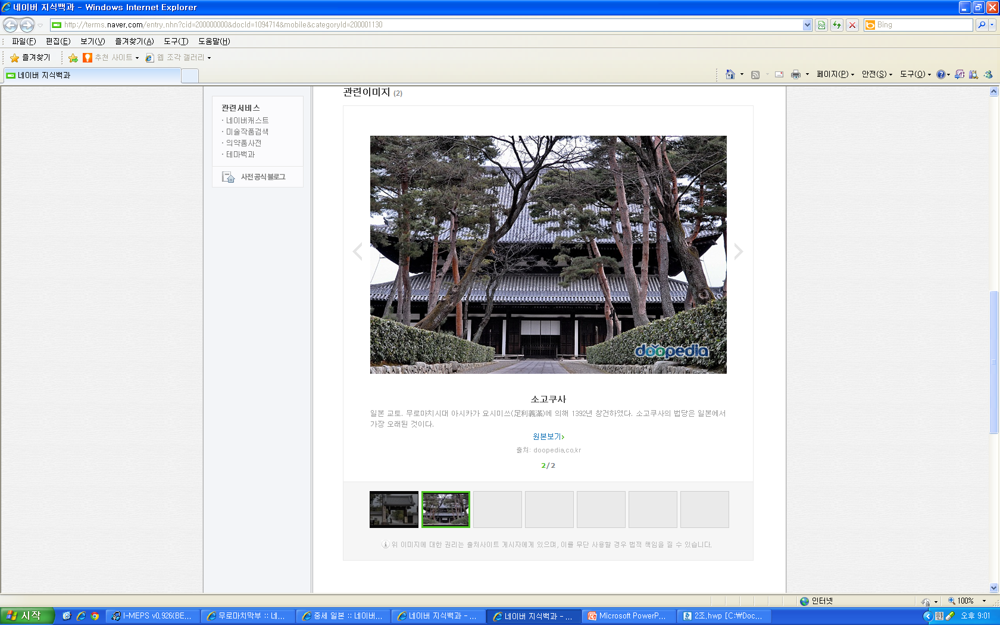 네이버 지식백과 - Windows Internet Explorer
http://terms.naver.com/entry.nhn?cid=200000000&docId=1094714&mobile&categoryId=200001130
Bing
파일(F) 편집(E) 보기(V) 즐겨찾기(A) 도구(T) 도움말(H)
즐겨찾기 추천 사이트 웹 조각 갤러리
네이버 지식백과
페이지(P) 안전(S) 도구(O)
관련서비스
· 네이버캐스트
· 미술작품검색
· 의약품사전
· 테마백과
사전 공식 블로그
관련이미지 (2)
doopedia
소고쿠사
일본 교토. 무로마치시대 아시카가 요시미쓰(足利義滿)에 의해 1392년 창건하였다. 소고쿠사의 법당은 일본에서
가장 오래된 것이다.
원본보기
출처: doopedia.co.kr
2/2
위 이미지에 대한 권리는 출처사이트 게시자에게 있으며, 이를 무단 사용할 경우 법적 책임을 질 수 있습니다.
인터넷 100%
시작 I-MEPS v0.926(BE... 무로마치막부 :: 네... 중세 일본 :: 네이버... 네이버 지식백과 - ... 네이버 지식백과 - ... Microsoft PowerP... 2조.hwp [C:\Doc... 한 오후 9:01